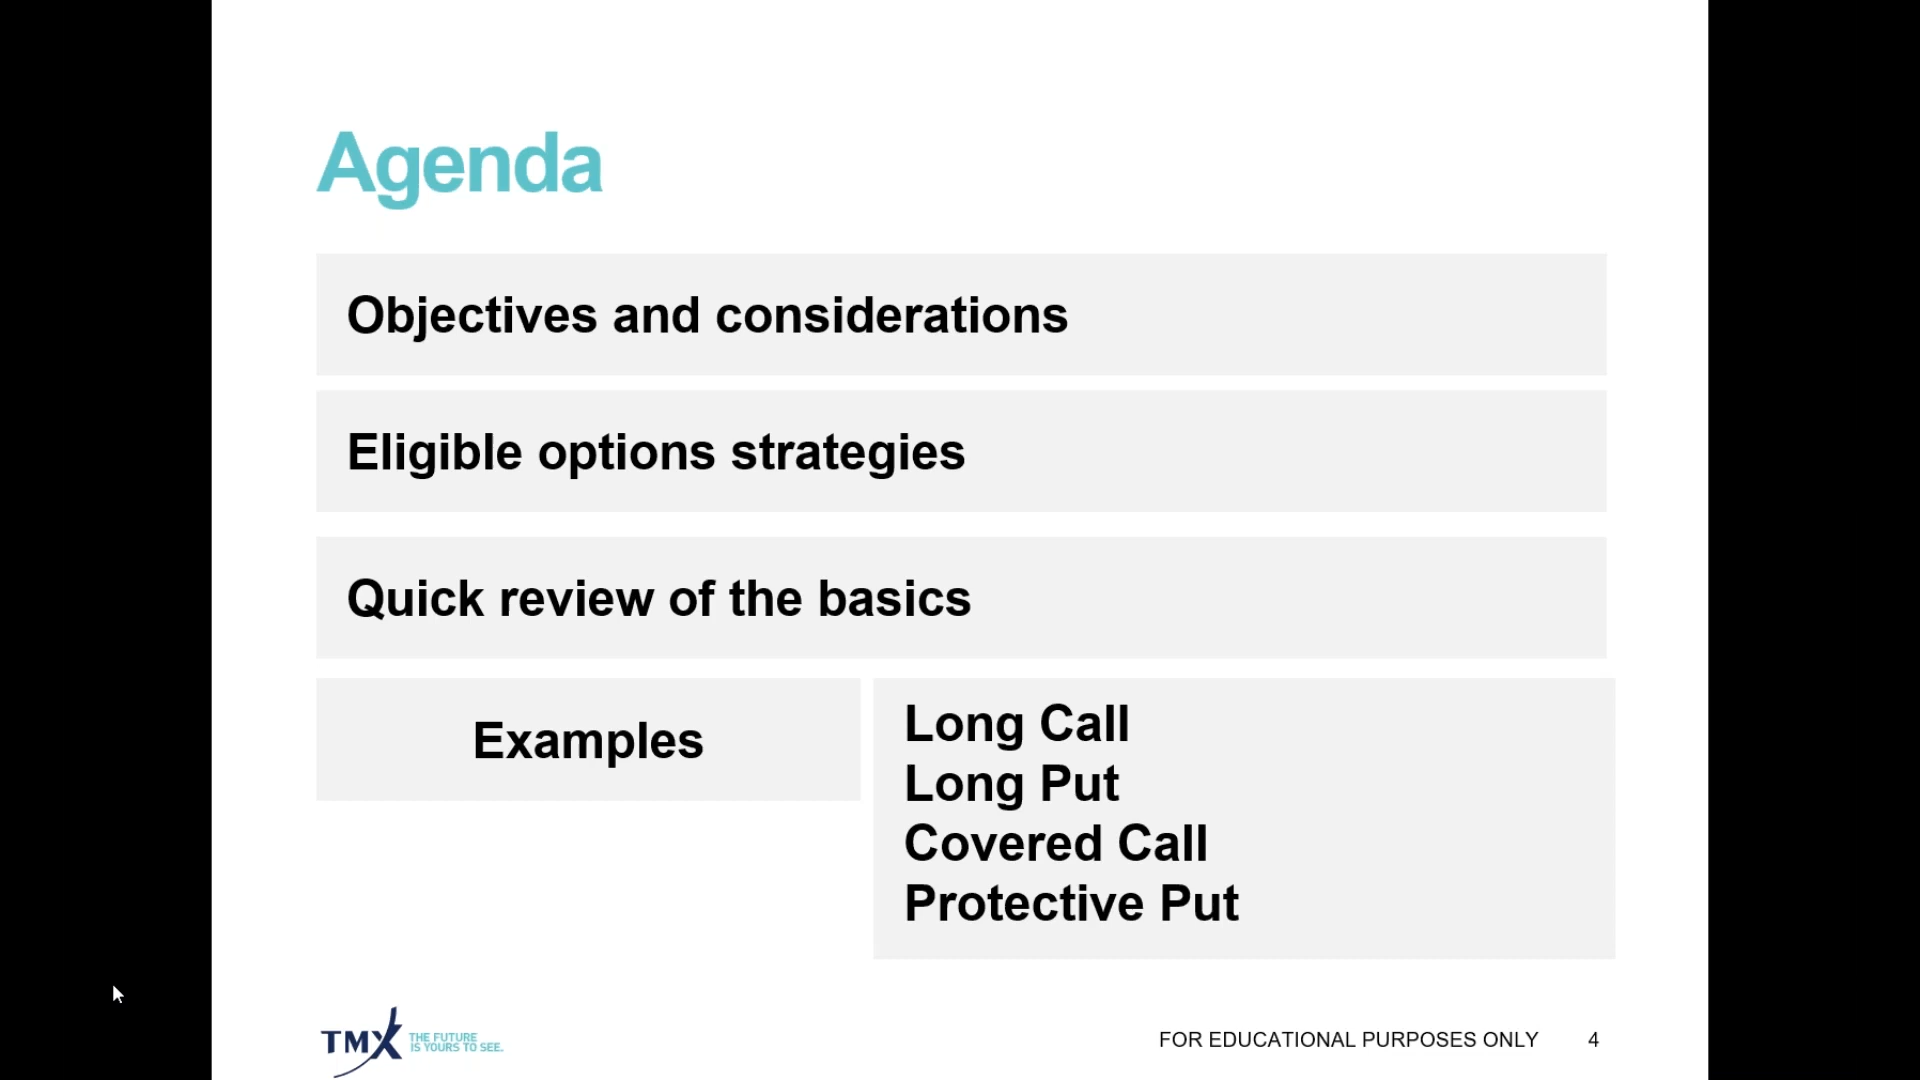 Agenda
Objectives and considerations
Eligible options strategies
Quick review of the basics
Examples
Long Call
Long Put
Covered Call
Protective Put
TMX
THE FUTURE
IS YOURS TO SEE.
FOR EDUCATIONAL PURPOSES ONLY
4